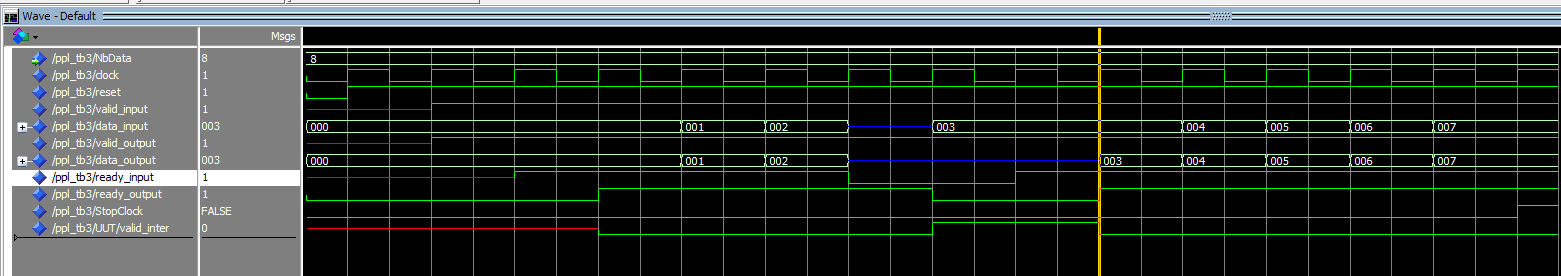 Wave - Default
Msgs
/ppl_tb3/NbData 8 8
/ppl_tb3/clock 1
/ppl_tb3/reset 1
/ppl_tb3/valid_input 1
/ppl_tb3/data_input 003 000 001 002 003 004 005 006 007
/ppl_tb3/valid_output 1
/ppl_tb3/data_output 003 000 001 002 003 004 005 006 007
/ppl_tb3/ready_input 1
/ppl_tb3/ready_output 1
/ppl_tb3/StopClock FALSE
/ppl_tb3/UUT/valid_inter 0